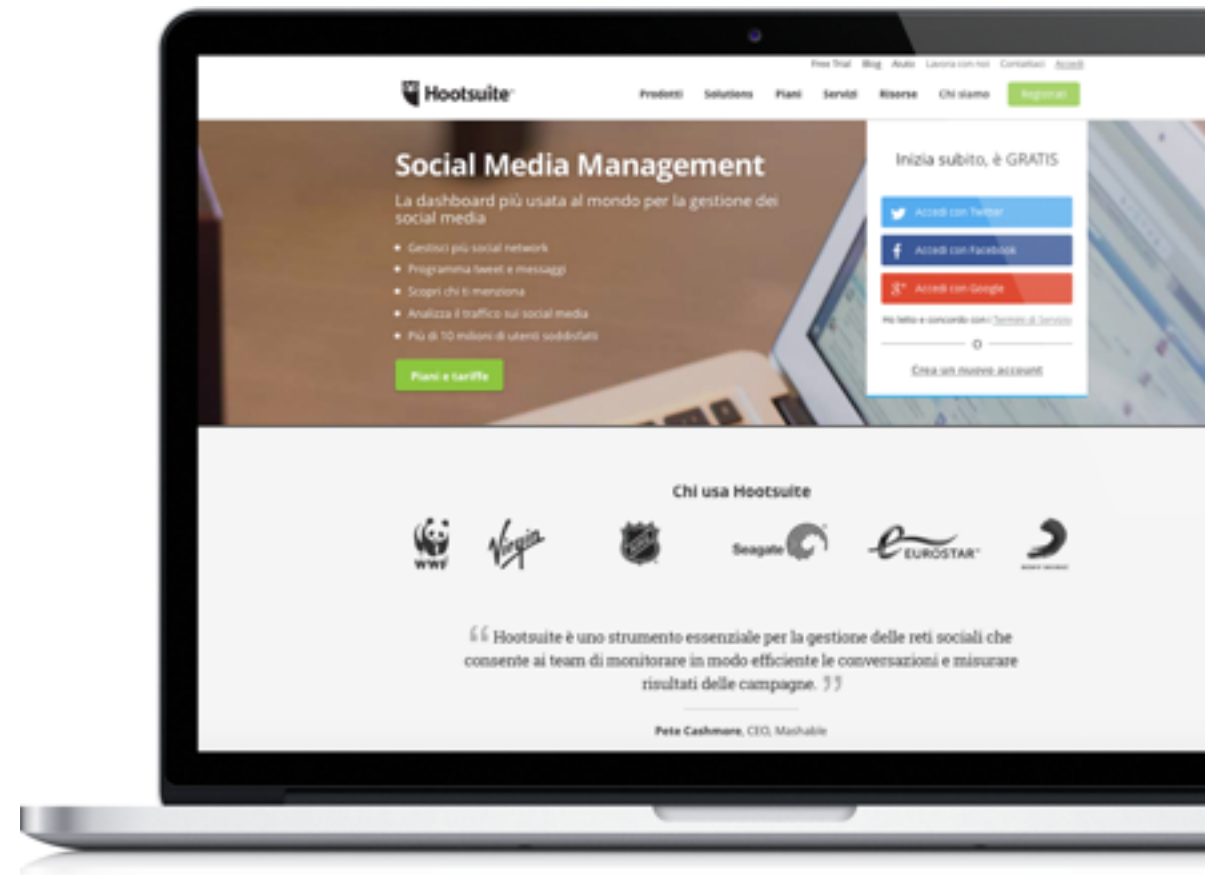 Free Trial Blog Aiuto Lavora con noi Contattaci Accedi
Hootsuite
Prodotti Solutions Piani Servizi Risorse Chi siamo Registrati
Social Media Management
La dashboard più usata al mondo per la gestione dei
social media
Gestisci più social network
Programma tweet e messaggi
Scopri chi ti menziona
Analizza il traffico sui social media
Più di 10 milioni di utenti soddisfatti
Piani e tariffe
Inizia subito, è GRATIS
Accedi con Twitter
Accedi con Facebook
g+ Accedi con Google
Ho letto e concordo con i Termini di Servizio
O
Crea un nuovo account
Chi usa Hootsuite
WWF Virgin NHL Seagate EUROSTAR™
“ Hootsuite è uno strumento essenziale per la gestione delle reti sociali che
consente ai team di monitorare in modo efficiente le conversazioni e misurare
risultati delle campagne. ”
Pete Cashmore, CEO, Mashable